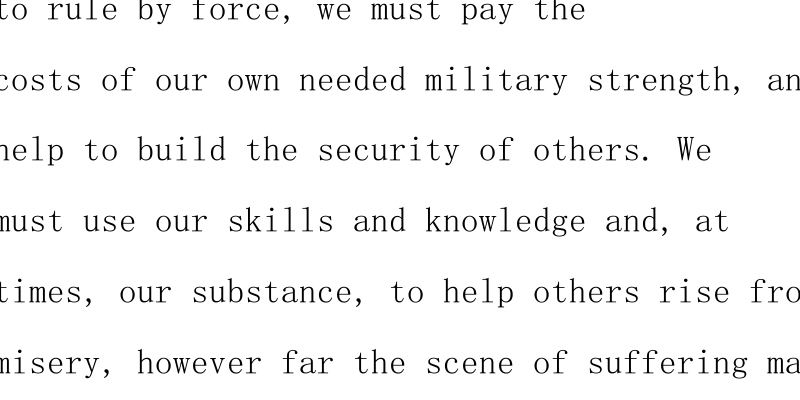 to rule by force, we must pay the
costs of our own needed military strength, an
help to build the security of others. We
must use our skills and knowledge and, at
times, our substance, to help others rise fro
misery, however far the scene of suffering ma